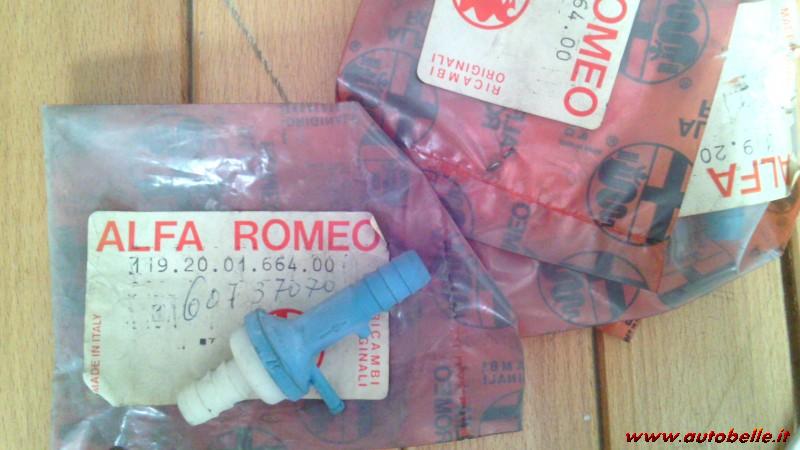 ALFA ROMEO
119.20.01.664.00
60737070
MADE IN ITALY
RICAMBI
ORIGINALI
ROMEO
64.00
RICAMBI
ORIGINALI
ALFA
9.20
www.autobelle.it